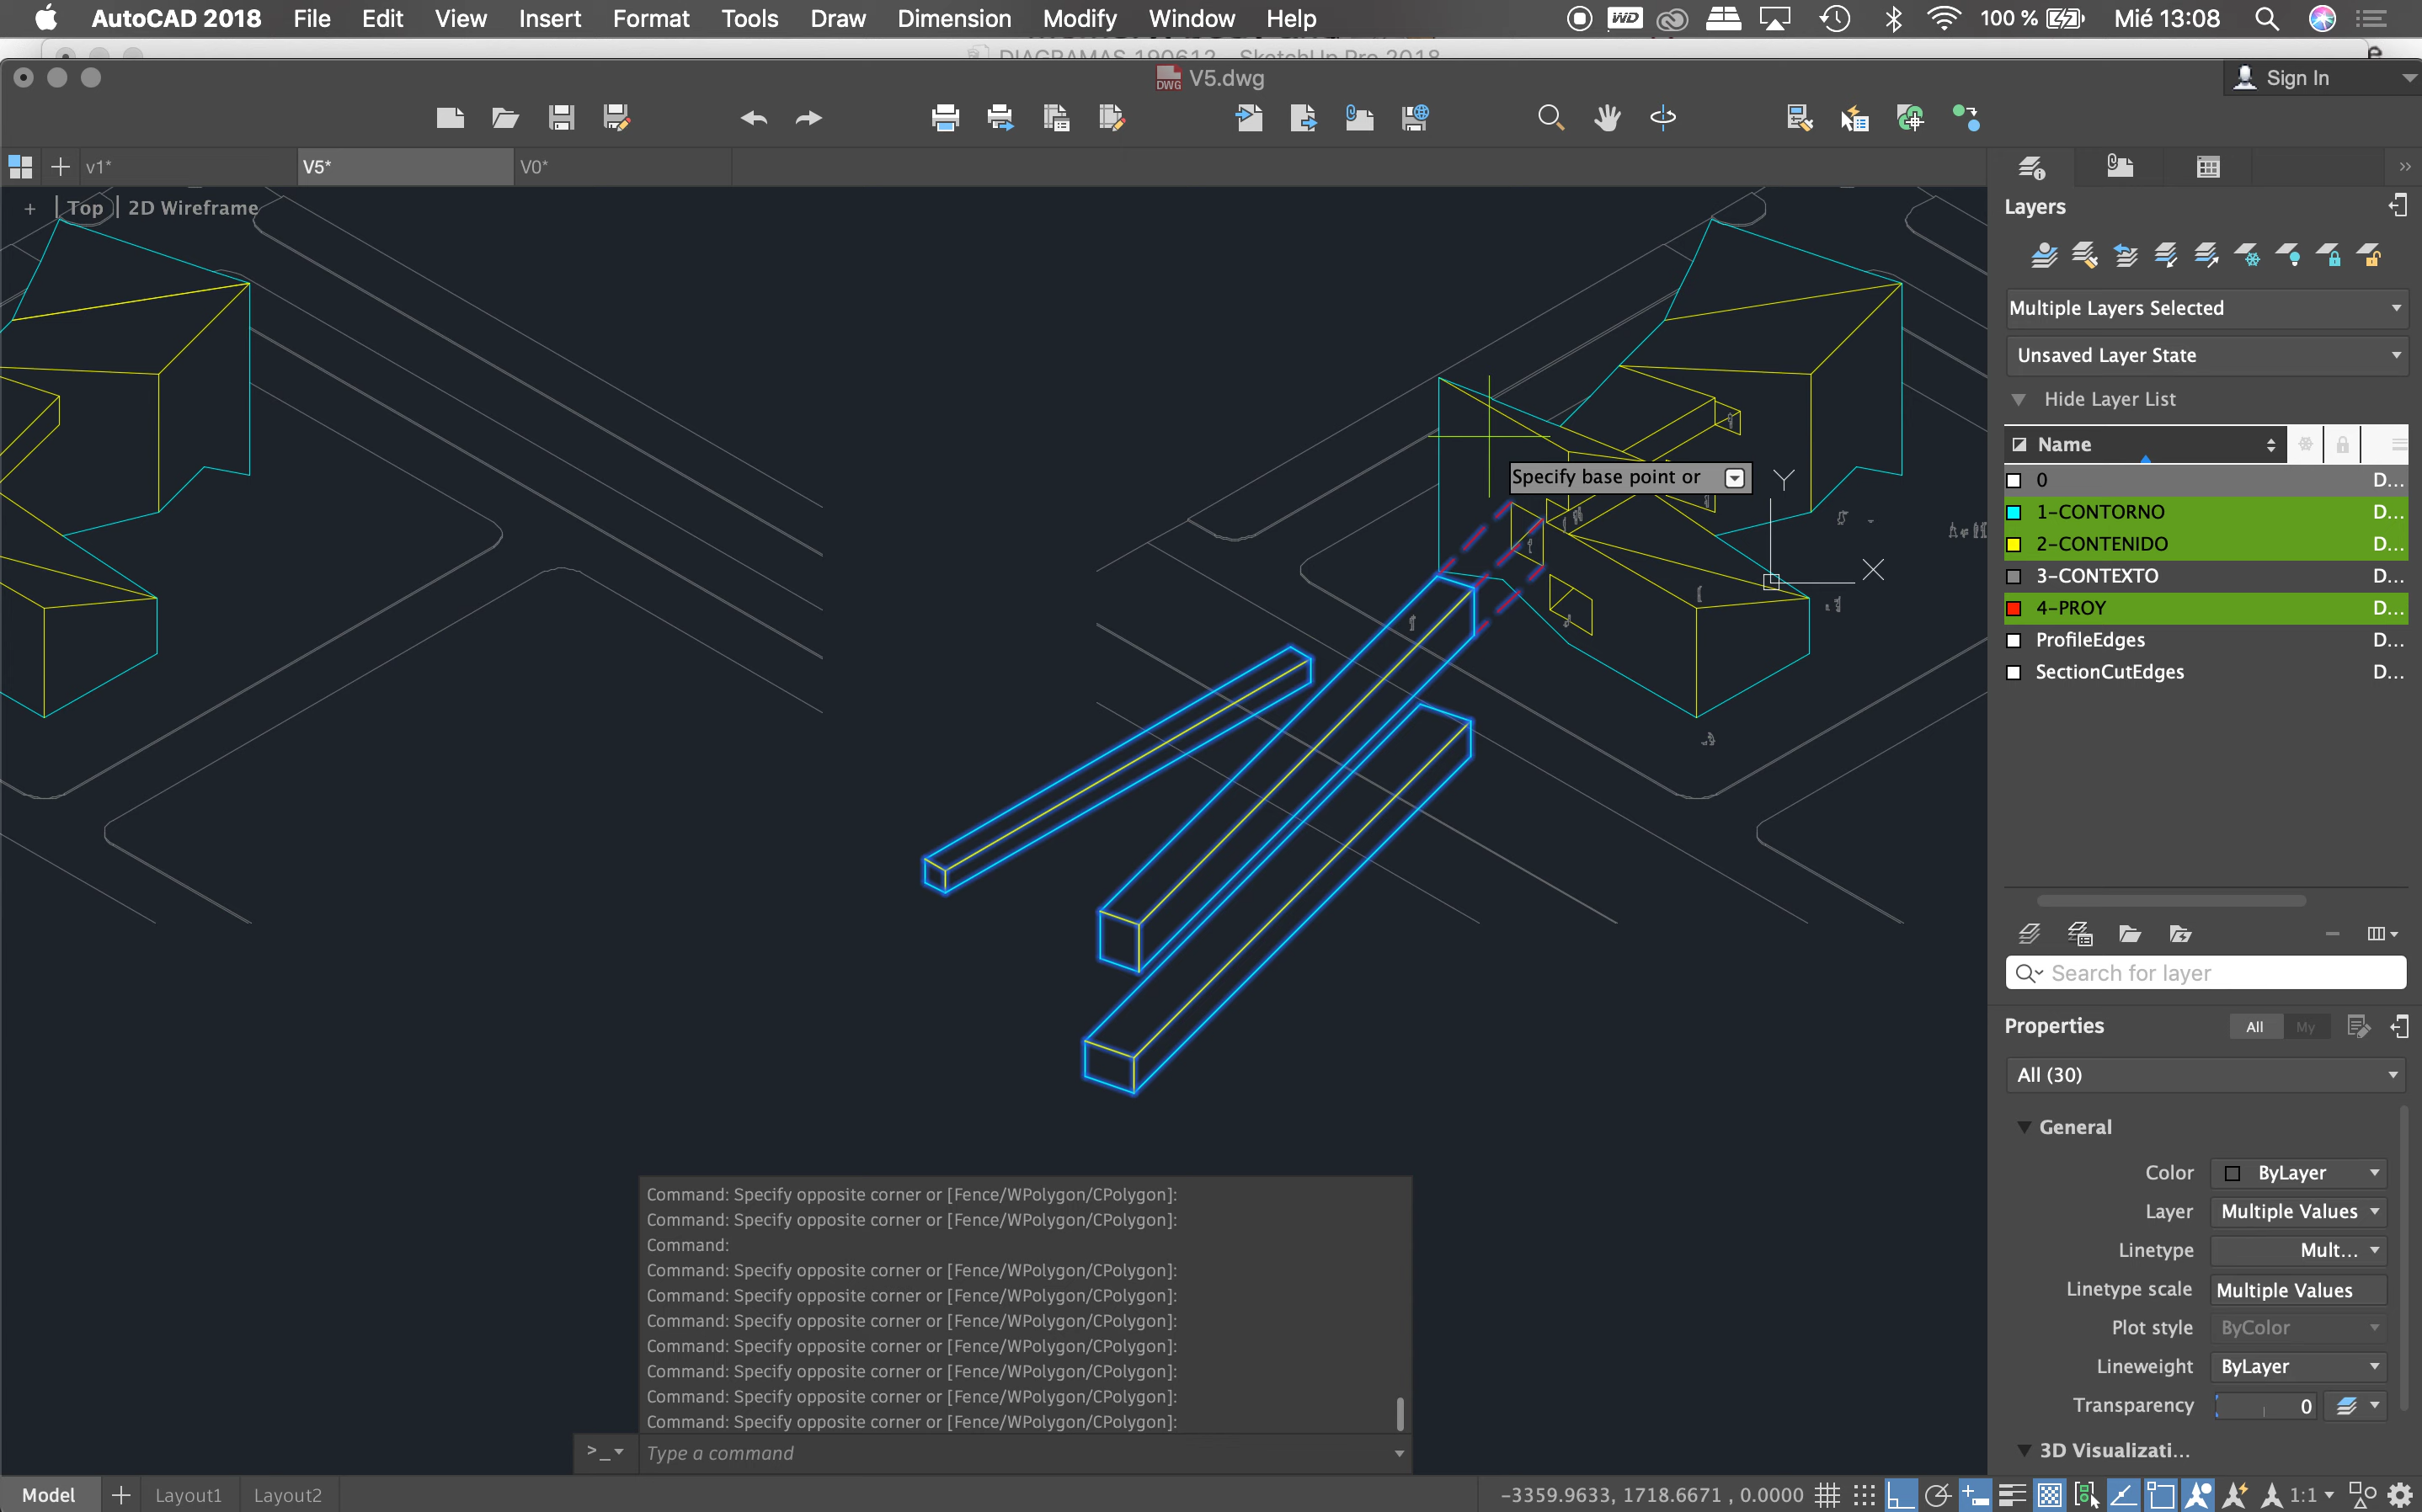 AutoCAD 2018 File Edit View Insert Format Tools Draw Dimension Modify Window Help WD 100 % Mié 13:08
DIAGRAMAS 190612 - SketchUp Pro 2018
DWG V5.dwg
Sign In
v1*
V5*
V0*
+ | Top | 2D Wireframe
Specify base point or
Y
X
Layers
Multiple Layers Selected
Unsaved Layer State
Hide Layer List
Name
0 D...
1-CONTORNO D...
2-CONTENIDO D...
3-CONTEXTO D...
4-PROY D...
ProfileEdges D...
SectionCutEdges D...
Search for layer
Properties All My
All (30)
General
Color ByLayer
Layer Multiple Values
Linetype Mult...
Linetype scale Multiple Values
Plot style ByColor
Lineweight ByLayer
Transparency 0
3D Visualizati...
Command: Specify opposite corner or [Fence/WPolygon/CPolygon]:
Command: Specify opposite corner or [Fence/WPolygon/CPolygon]:
Command:
Command: Specify opposite corner or [Fence/WPolygon/CPolygon]:
Command: Specify opposite corner or [Fence/WPolygon/CPolygon]:
Command: Specify opposite corner or [Fence/WPolygon/CPolygon]:
Command: Specify opposite corner or [Fence/WPolygon/CPolygon]:
Command: Specify opposite corner or [Fence/WPolygon/CPolygon]:
Command: Specify opposite corner or [Fence/WPolygon/CPolygon]:
Command: Specify opposite corner or [Fence/WPolygon/CPolygon]:
>_ Type a command
Model + Layout1 Layout2
-3359.9633, 1718.6671 , 0.0000 1:1